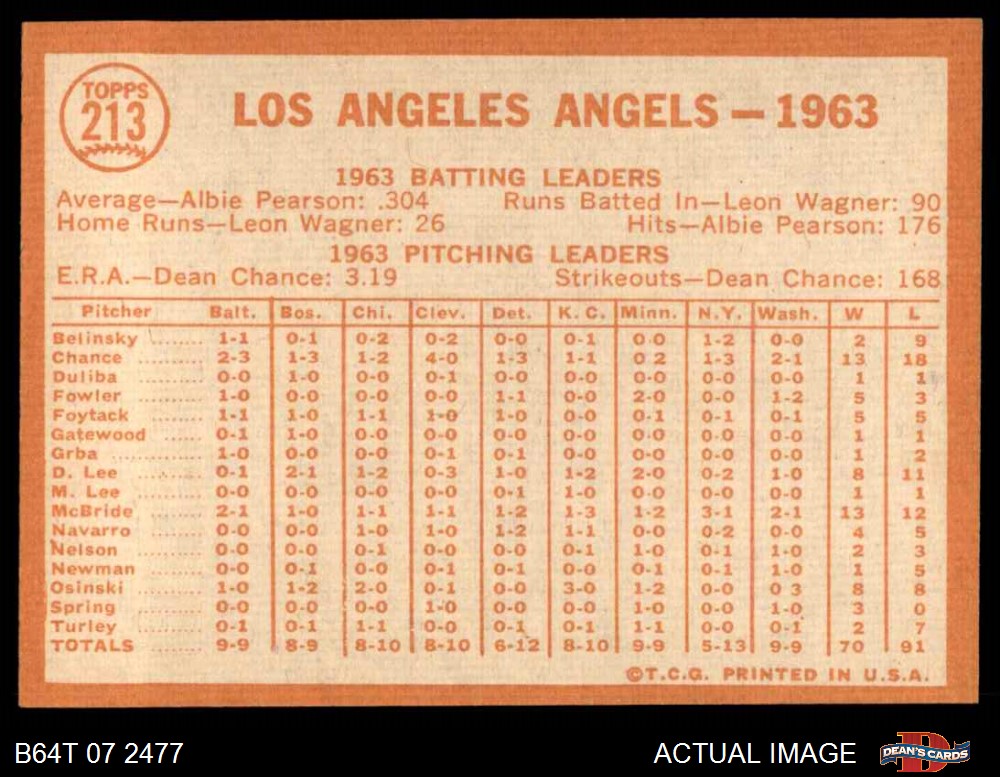 TOPPS
213
LOS ANGELES ANGELS — 1963
1963 BATTING LEADERS
Average—Albie Pearson: .304 Runs Batted In—Leon Wagner: 90
Home Runs—Leon Wagner: 26 Hits—Albie Pearson: 176
1963 PITCHING LEADERS
E.R.A.—Dean Chance: 3.19 Strikeouts—Dean Chance: 168
Pitcher Balt. Bos. Chi. Clev. Det. K. C. Minn. N.Y. Wash. W L
Belinsky ........ 1-1 0-1 0-2 0-2 0-0 0-1 0-0 1-2 0-0 2 9
Chance ......... 2-3 1-3 1-2 4-0 1-3 1-1 0 2 1-3 2-1 13 18
Duliba ......... 0-0 1-0 0-0 0-1 0-0 0-0 0-0 0-0 0-0 1 1
Fowler ......... 1-0 0-0 0-0 0-0 1-1 0-0 2-0 0-0 1-2 5 3
Foytack ........ 1-1 1-0 1-1 1-0 1-0 0-0 0-1 0-1 0-1 5 5
Gatewood ...... 0-1 1-0 0-0 0-0 0-0 0-0 0-0 0-0 0-0 1 1
Grba ......... 1-0 0-0 0-0 0-1 0-1 0-0 0-0 0-0 0-0 1 2
D. Lee ......... 0-1 2-1 1-2 0-3 1-0 1-2 2-0 0-2 1-0 8 11
M. Lee ......... 0-0 0-0 0-0 0-0 0-1 1-0 0-0 0-0 0-0 1 1
McBride ........ 2-1 1-0 1-1 1-1 1-2 1-3 1-2 3-1 2-1 13 12
Navarro ........ 0-0 0-0 1-0 1-0 1-2 1-1 0-0 0-2 0-0 4 5
Nelson ......... 0-0 0-0 0-1 0-0 0-0 0-1 1-0 0-1 1-0 2 3
Newman ......... 0-0 0-1 0-0 0-1 0-1 0-0 0-1 0-1 1-0 1 5
Osinski ......... 1-0 1-2 2-0 0-1 0-0 3-0 1-2 0-0 0 3 8 8
Spring ......... 0-0 0-0 0-0 1-0 0-0 0-0 1-0 0-0 1-0 3 0
Turley ......... 0-1 0-1 1-1 0-0 0-1 0-1 1-1 0-0 0-1 2 7
TOTALS ......... 9-9 8-9 8-10 8-10 6-12 8-10 9-9 5-13 9-9 70 91
©T.C.G. PRINTED IN U.S.A.
B64T 07 2477 ACTUAL IMAGE
D
DEAN'S CARDS